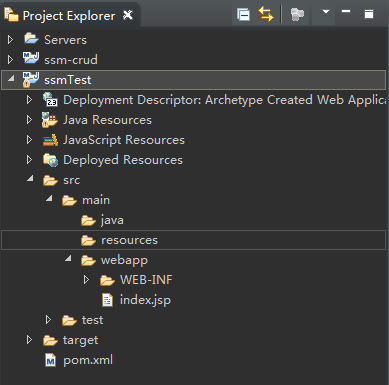 Project Explorer
Servers
ssm-crud
ssmTest
Deployment Descriptor: Archetype Created Web Applica
Java Resources
JavaScript Resources
Deployed Resources
src
main
java
resources
webapp
WEB-INF
index.jsp
test
target
pom.xml